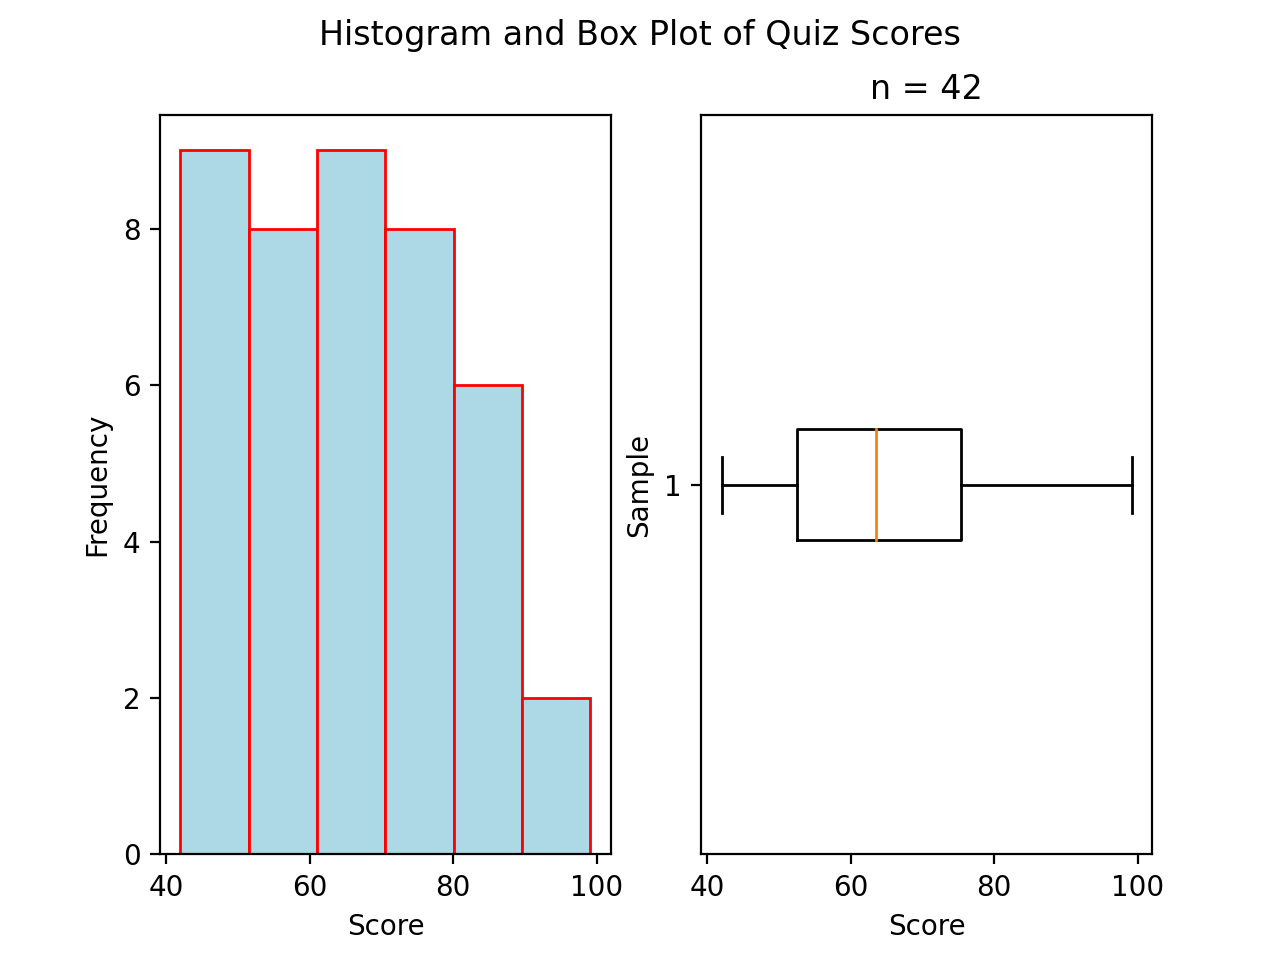 Histogram and Box Plot of Quiz Scores
Frequency
8
6
4
2
0
40 60 80 100
Score
n = 42
Sample
1
40 60 80 100
Score